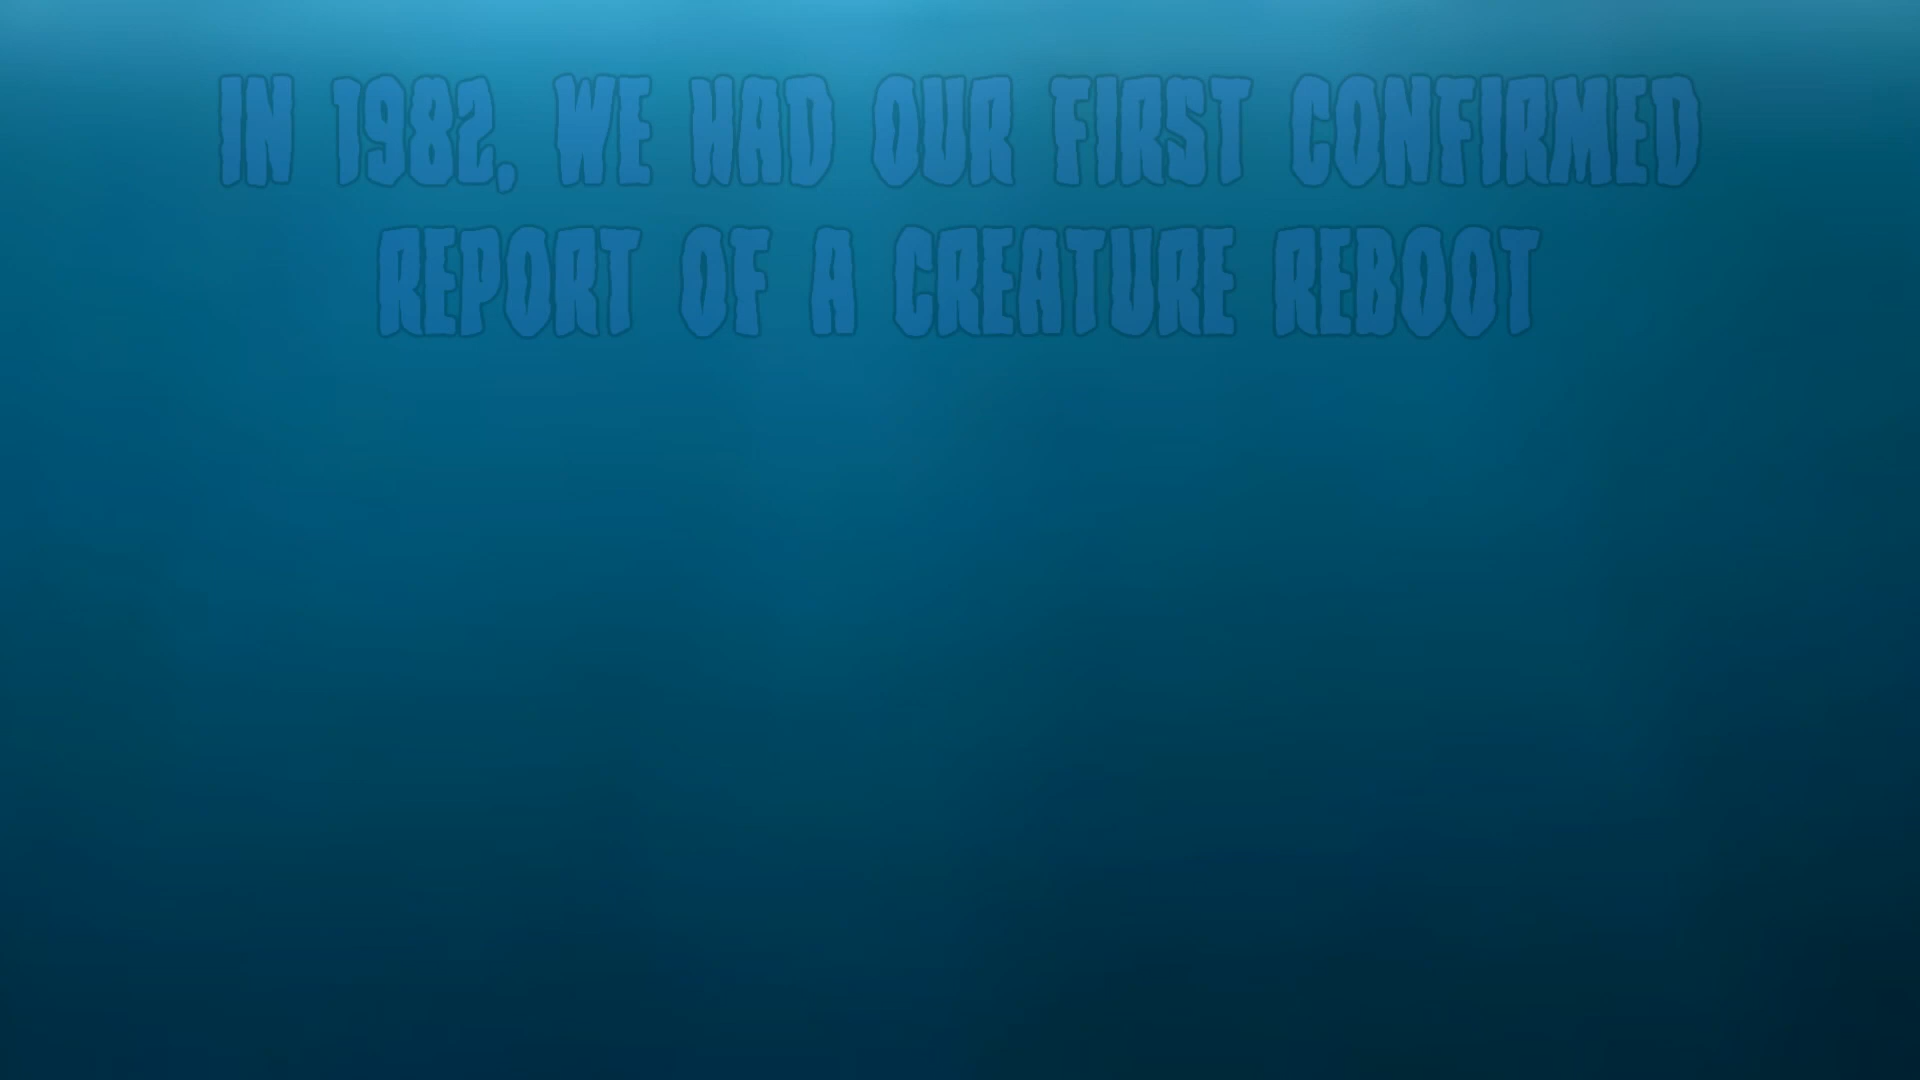 IN 1982, WE HAD OUR FIRST CONFIRMED
REPORT OF A CREATURE REBOOT